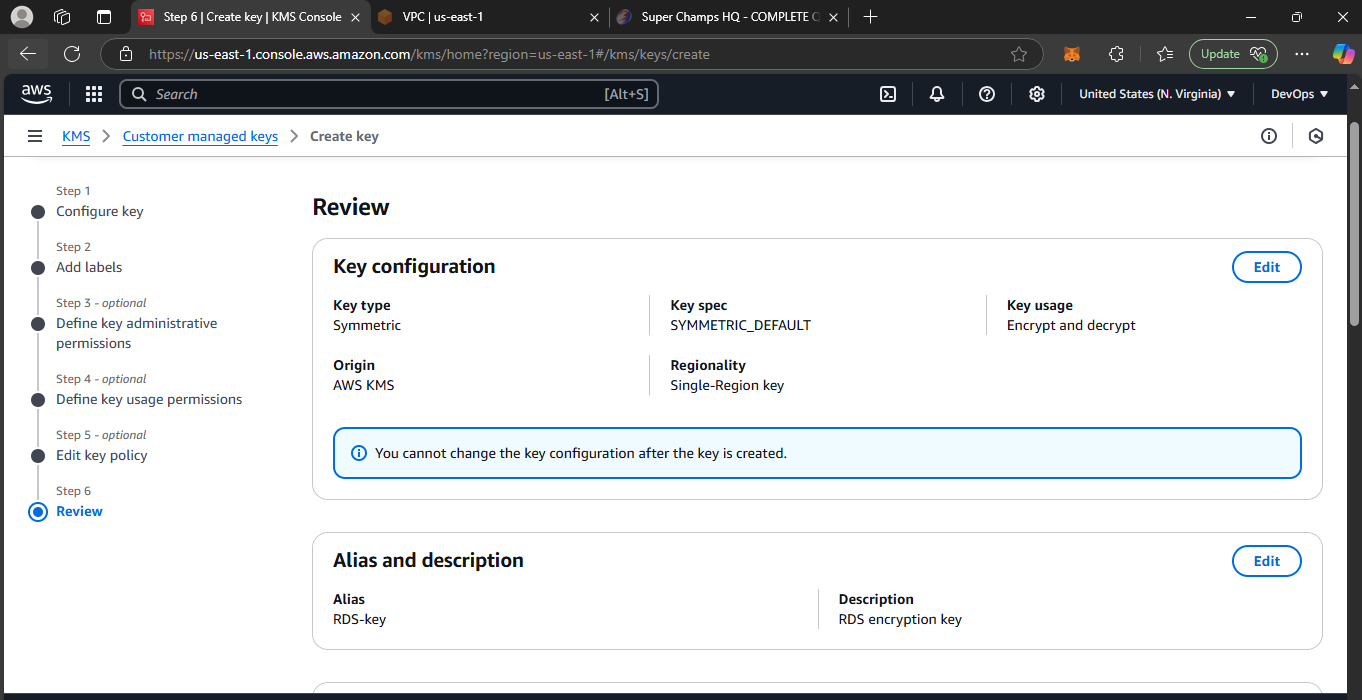 Step 6 | Create key | KMS Console
VPC | us-east-1
Super Champs HQ - COMPLETE
https://us-east-1.console.aws.amazon.com/kms/home?region=us-east-1#/kms/keys/create
Update
aws
Search
[Alt+S]
United States (N. Virginia)
DevOps
KMS
Customer managed keys
Create key
Step 1
Configure key
Step 2
Add labels
Step 3 - optional
Define key administrative
permissions
Step 4 - optional
Define key usage permissions
Step 5 - optional
Edit key policy
Step 6
Review
Review
Key configuration
Edit
Key type
Symmetric
Key spec
SYMMETRIC_DEFAULT
Key usage
Encrypt and decrypt
Origin
AWS KMS
Regionality
Single-Region key
You cannot change the key configuration after the key is created.
Alias and description
Edit
Alias
RDS-key
Description
RDS encryption key